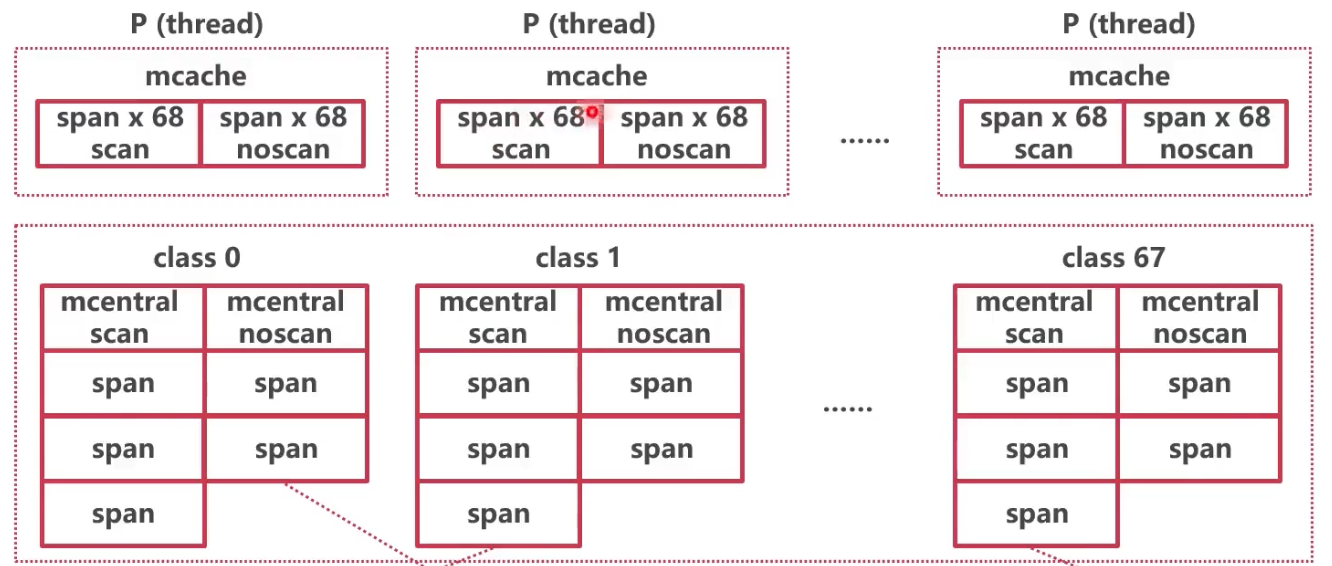 P (thread)
P (thread)
P (thread)
mcache
mcache
mcache
span x 68
scan
span x 68
noscan
span x 68
scan
span x 68
noscan
......
span x 68
scan
span x 68
noscan
class 0
class 1
class 67
mcentral
scan
mcentral
noscan
mcentral
scan
mcentral
noscan
mcentral
scan
mcentral
noscan
span
span
span
span
span
span
......
span
span
span
span
span
span
span
span
span